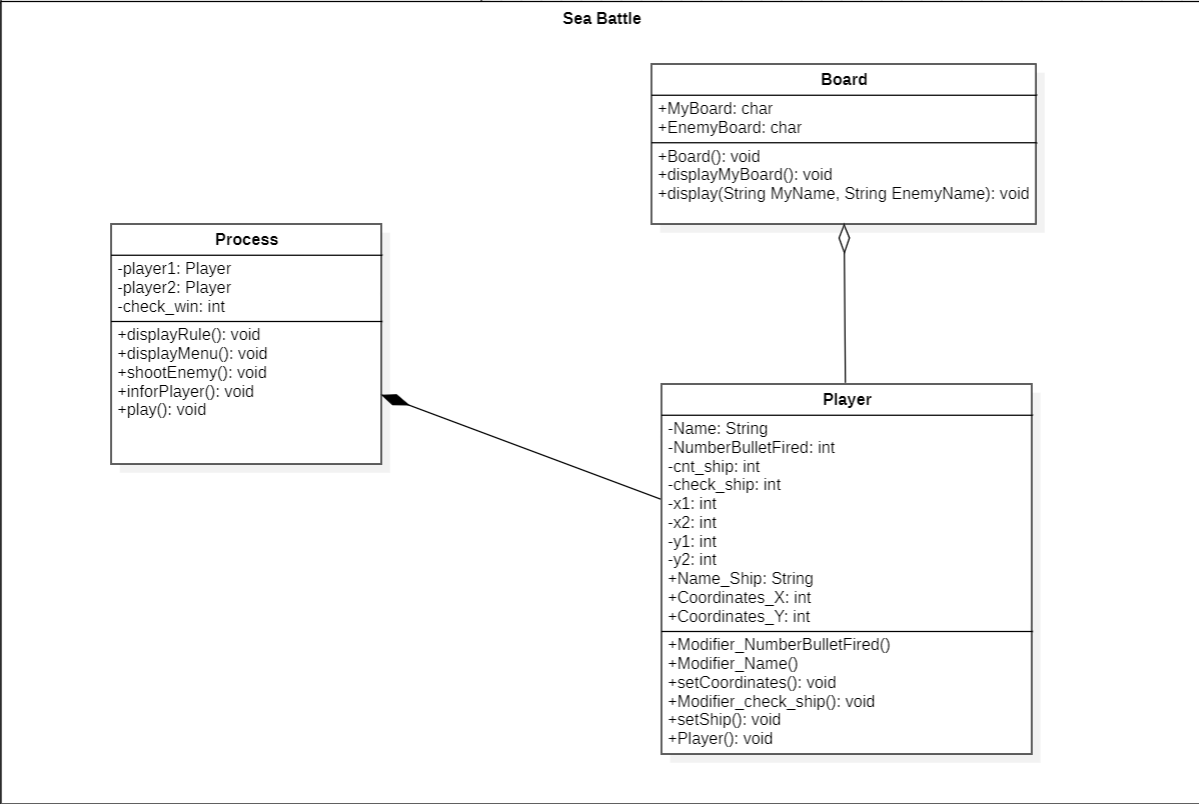 Sea Battle
Board
+MyBoard: char
+EnemyBoard: char
+Board(): void
+displayMyBoard(): void
+display(String MyName, String EnemyName): void
Process
-player1: Player
-player2: Player
-check_win: int
+displayRule(): void
+displayMenu(): void
+shootEnemy(): void
+inforPlayer(): void
+play(): void
Player
-Name: String
-NumberBulletFired: int
-cnt_ship: int
-check_ship: int
-x1: int
-x2: int
-y1: int
-y2: int
+Name_Ship: String
+Coordinates_X: int
+Coordinates_Y: int
+Modifier_NumberBulletFired()
+Modifier_Name()
+setCoordinates(): void
+Modifier_check_ship(): void
+setShip(): void
+Player(): void